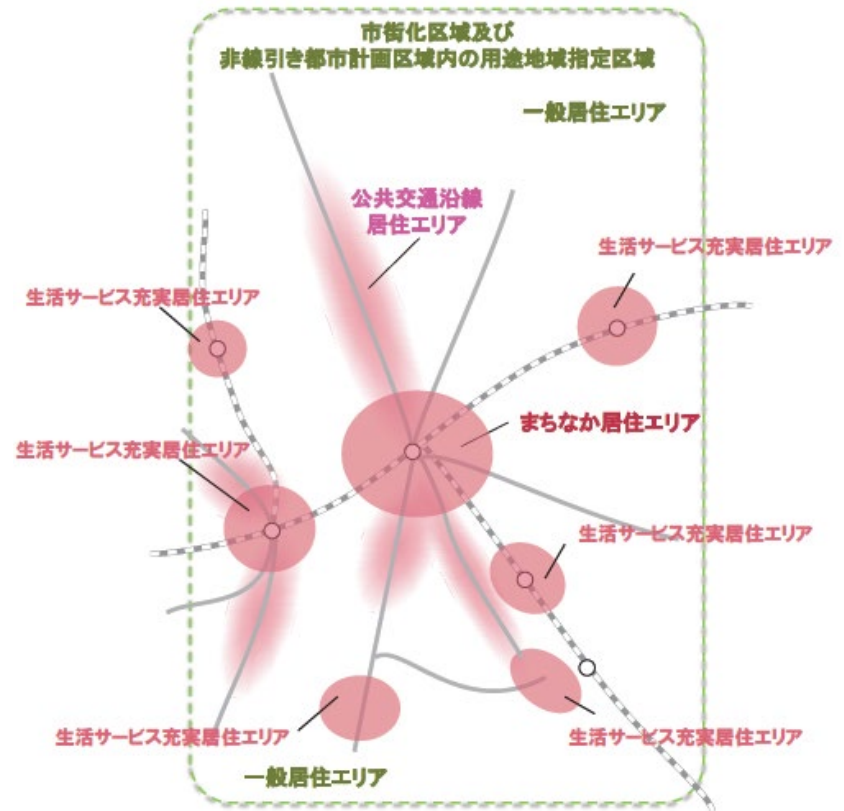 市街化区域及び
非線引き都市計画区域内の用途地域指定区域
一般居住エリア
公共交通沿線
居住エリア
生活サービス充実居住エリア
生活サービス充実居住エリア
まちなか居住エリア
生活サービス充実居住エリア
生活サービス充実居住エリア
生活サービス充実居住エリア
生活サービス充実居住エリア
一般居住エリア